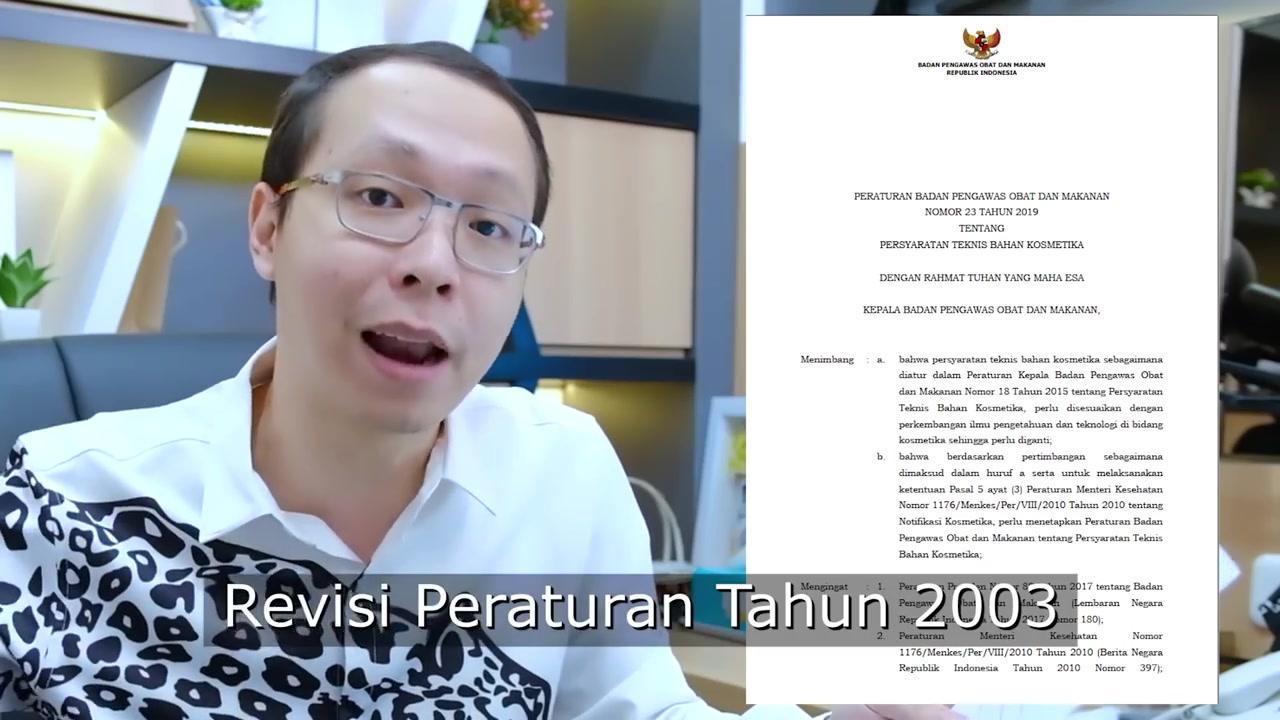 BADAN PENGAWAS OBAT DAN MAKANAN
REPUBLIK INDONESIA
PERATURAN BADAN PENGAWAS OBAT DAN MAKANAN
NOMOR 23 TAHUN 2019
TENTANG
PERSYARATAN TEKNIS BAHAN KOSMETIKA
DENGAN RAHMAT TUHAN YANG MAHA ESA
KEPALA BADAN PENGAWAS OBAT DAN MAKANAN,
Menimbang : a. bahwa persyaratan teknis bahan kosmetika sebagaimana
diatur dalam Peraturan Kepala Badan Pengawas Obat
dan Makanan Nomor 18 Tahun 2015 tentang Persyaratan
Teknis Bahan Kosmetika, perlu disesuaikan dengan
perkembangan ilmu pengetahuan dan teknologi di bidang
kosmetika sehingga perlu diganti;
b. bahwa berdasarkan pertimbangan sebagaimana
dimaksud dalam huruf a serta untuk melaksanakan
ketentuan Pasal 5 ayat (3) Peraturan Menteri Kesehatan
Nomor 1176/Menkes/Per/VIII/2010 Tahun 2010 tentang
Notifikasi Kosmetika, perlu menetapkan Peraturan Badan
Pengawas Obat dan Makanan tentang Persyaratan Teknis
Bahan Kosmetika;
Mengingat : 1. 2017 tentang Badan
(Lembaran Negara
180);
2. Peraturan Menteri Kesehatan Nomor
1176/Menkes/Per/VIII/2010 Tahun 2010 (Berita Negara
Republik Indonesia Tahun 2010 Nomor 397);
Revisi Peraturan Tahun 2003